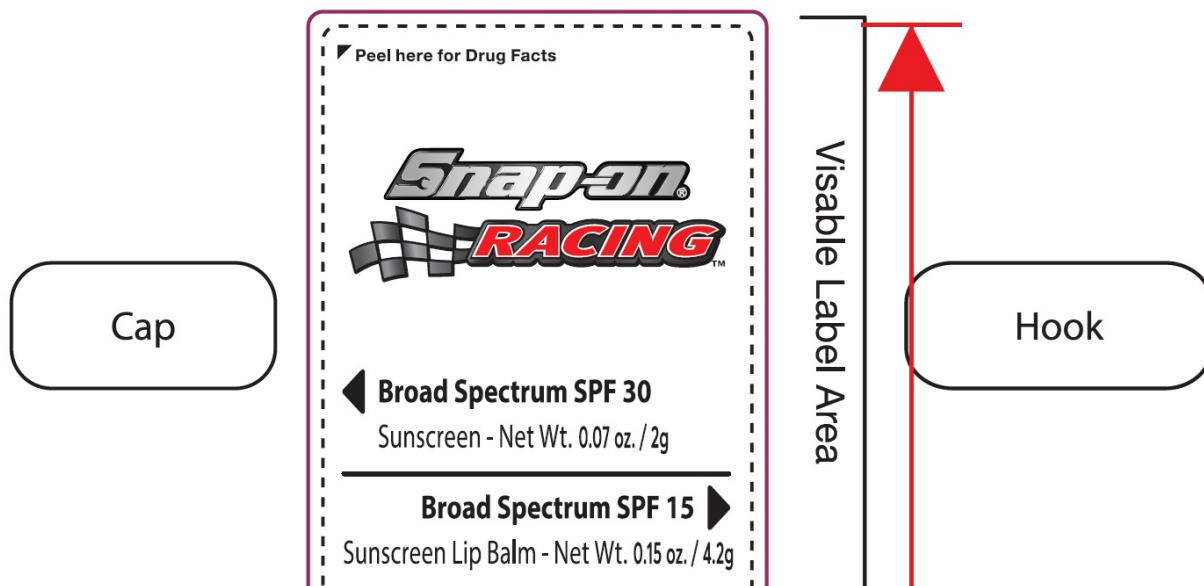 Peel here for Drug Facts
Snap-on®
RACING™
Cap
Hook
Visable Label Area
Broad Spectrum SPF 30
Sunscreen - Net Wt. 0.07 oz. / 2g
Broad Spectrum SPF 15
Sunscreen Lip Balm - Net Wt. 0.15 oz. / 4.2g